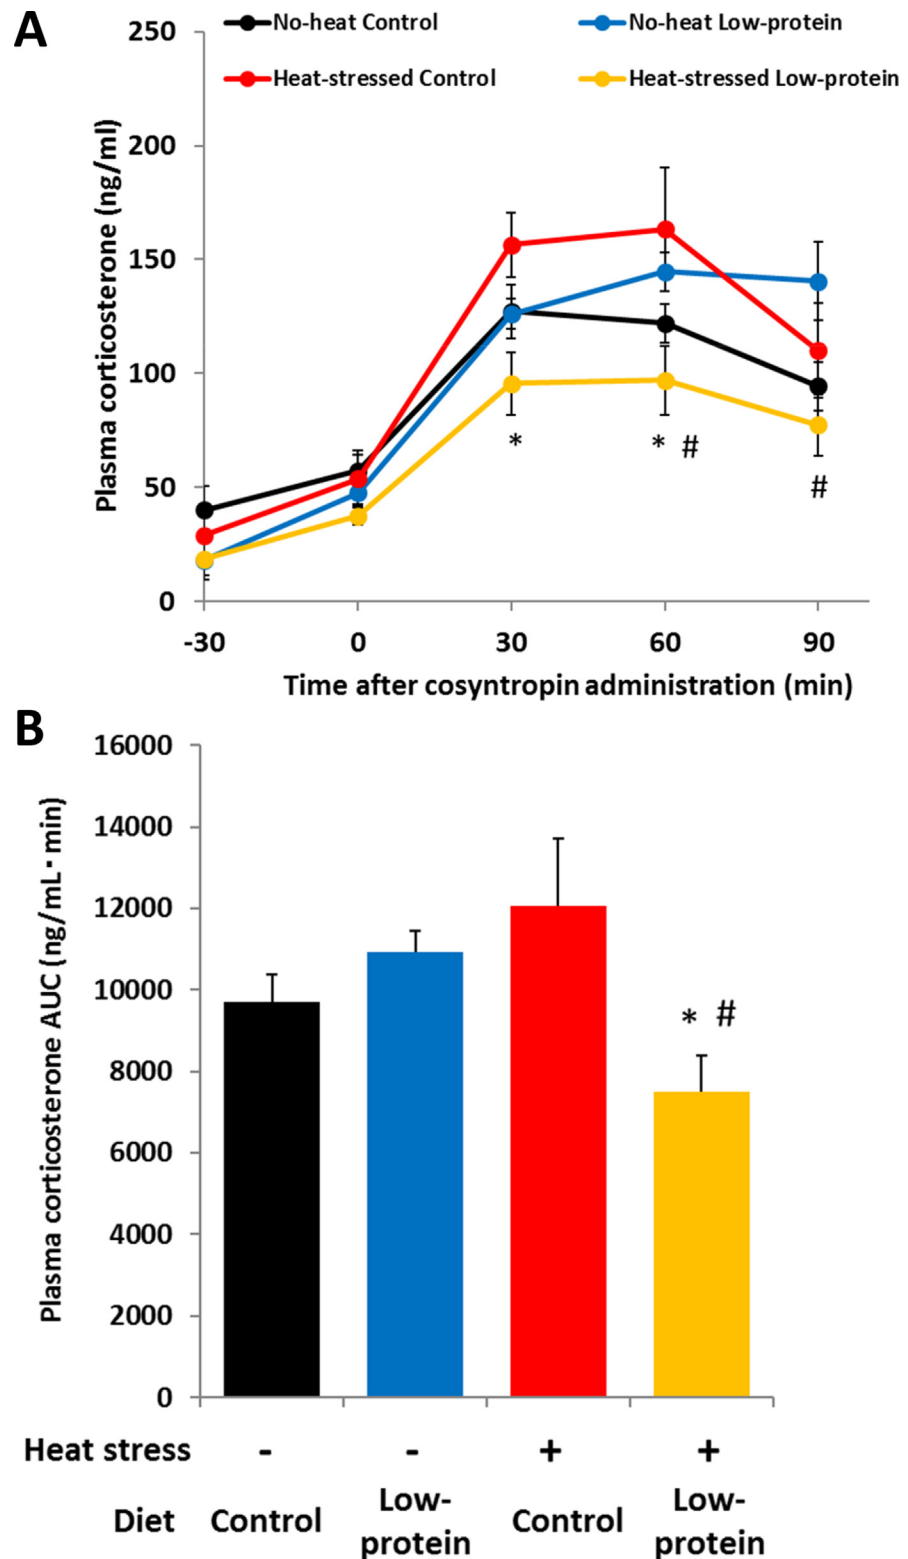 A
No-heat Control
No-heat Low-protein
Heat-stressed Control
Heat-stressed Low-protein
Plasma corticosterone (ng/ml)
250
200
150
100
50
0
*
* #
#
-30 0 30 60 90
Time after cosyntropin administration (min)
B
Plasma corticosterone AUC (ng/mL・min)
16000
14000
12000
10000
8000
6000
4000
2000
0
* #
Heat stress - - + +
Diet Control Low-protein Control Low-protein